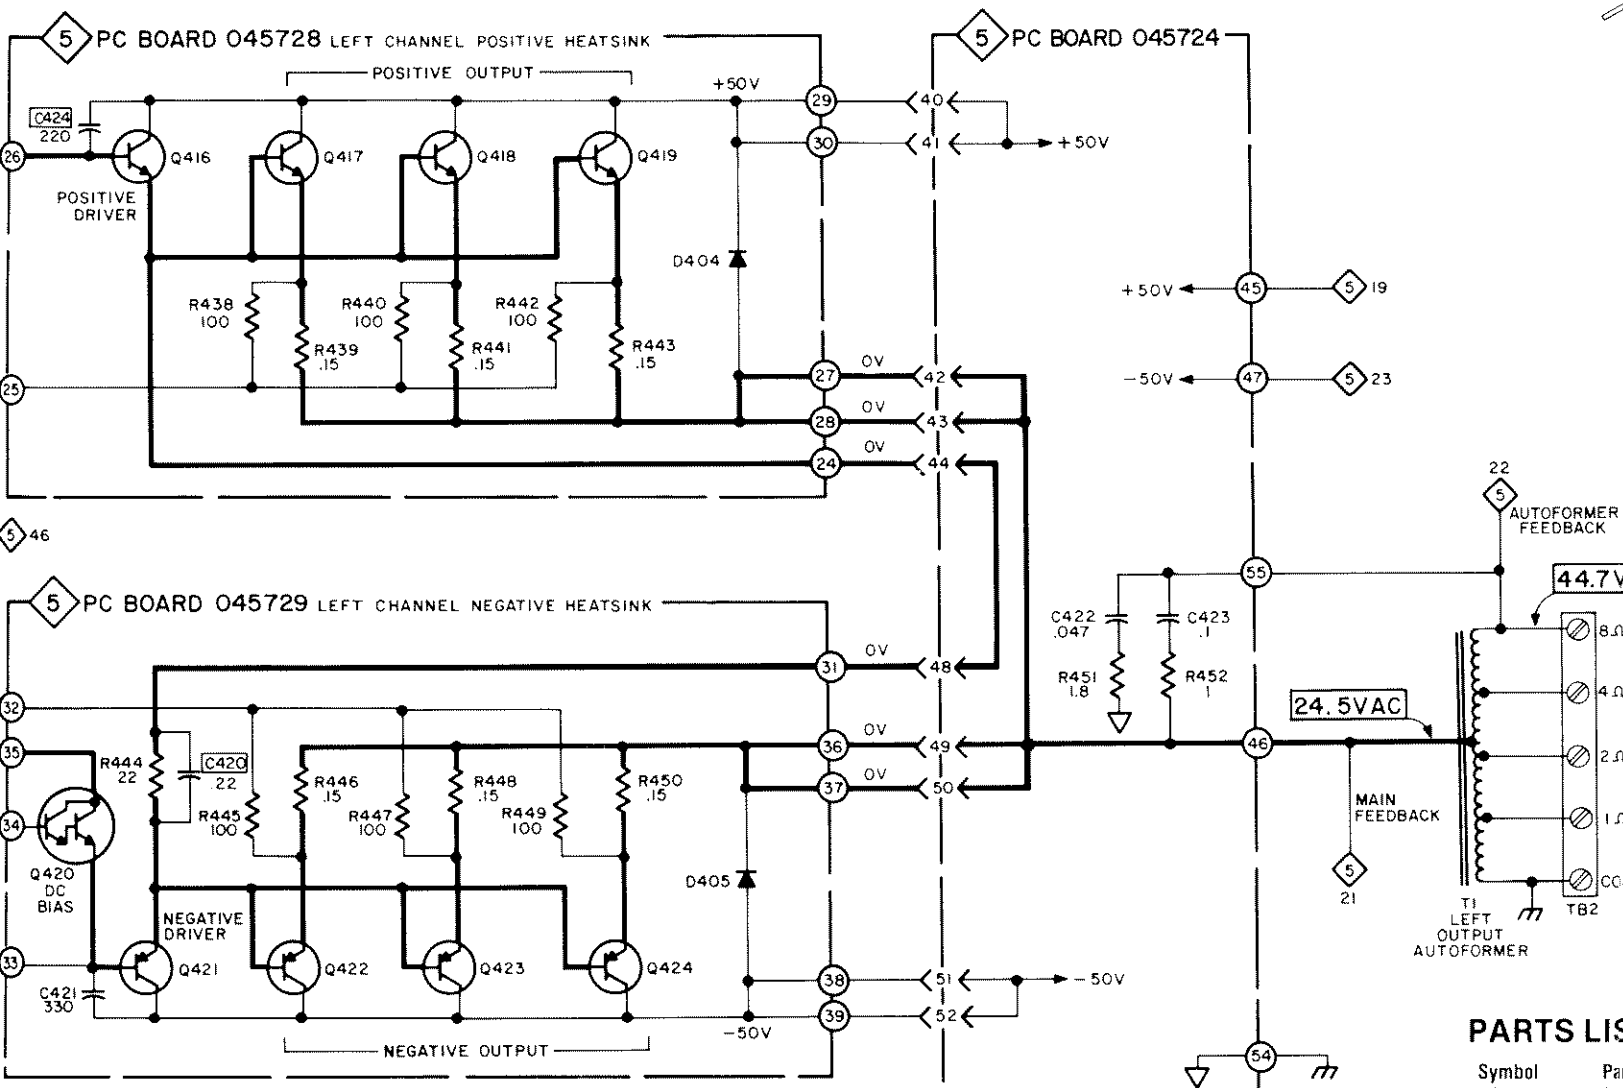 5 PC BOARD 045728 LEFT CHANNEL POSITIVE HEATSINK
5 PC BOARD 045724
POSITIVE OUTPUT
+50V
29
40
C424
220
26
Q416
Q417
Q418
Q419
30
41
+50V
POSITIVE
DRIVER
D404
R438
100
R440
100
R442
100
R439
.15
R441
.15
R443
.15
+50V
45
5
19
25
27
0V
42
-50V
47
5
23
28
0V
43
24
0V
44
22
5
AUTOFORMER
FEEDBACK
5
46
55
44.7V
5 PC BOARD 045729 LEFT CHANNEL NEGATIVE HEATSINK
C422
.047
C423
.1
8Ω
31
0V
48
R451
1.8
R452
1
4Ω
32
24.5VAC
35
36
0V
49
46
R444
22
C420
.22
R446
.15
R448
.15
R450
.15
2Ω
37
0V
50
R445
100
R447
100
R449
100
34
MAIN
FEEDBACK
1Ω
Q420
DC
BIAS
D405
5
21
CO
TB2
NEGATIVE
DRIVER
T1
LEFT
OUTPUT
AUTOFORMER
33
Q421
Q422
Q423
Q424
38
51
-50V
C421
330
39
52
-50V
NEGATIVE OUTPUT
54
PARTS LIS
Symbol
Pa